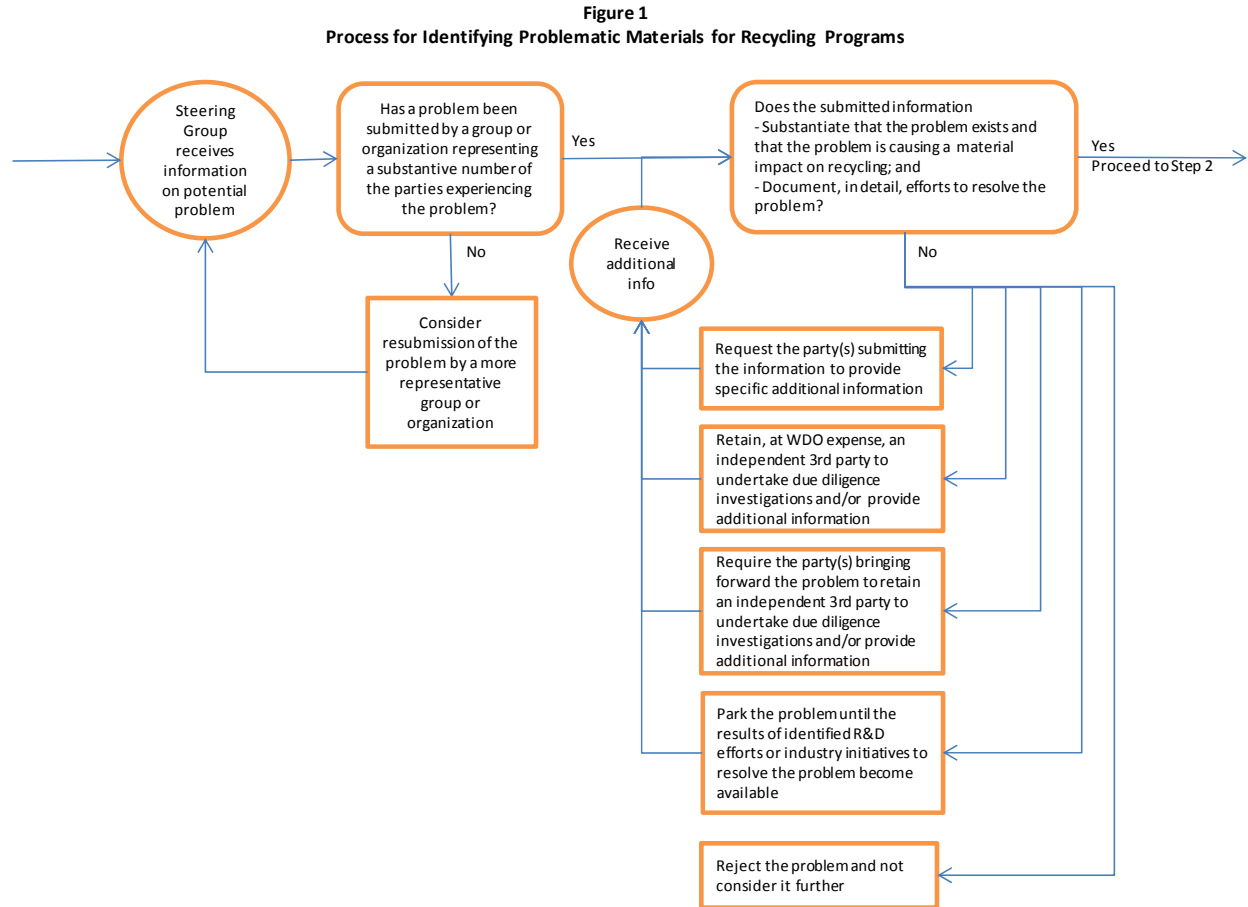 Figure 1
Process for Identifying Problematic Materials for Recycling Programs
Steering
Group
receives
information
on potential
problem
Has a problem been
submitted by a group or
organization representing
a substantive number of
the parties experiencing
the problem?
Yes
Does the submitted information
- Substantiate that the problem exists and
that the problem is causing a material
impact on recycling; and
- Document, in detail, efforts to resolve the
problem?
Yes
Proceed to Step 2
No
Consider
resubmission of the
problem by a more
representative
group or
organization
Receive
additional
info
No
Request the party(s) submitting
the information to provide
specific additional information
Retain, at WDO expense, an
independent 3rd party to
undertake due diligence
investigations and/or provide
additional information
Require the party(s) bringing
forward the problem to retain
an independent 3rd party to
undertake due diligence
investigations and/or provide
additional information
Park the problem until the
results of identified R&D
efforts or industry initiatives to
resolve the problem become
available
Reject the problem and not
consider it further